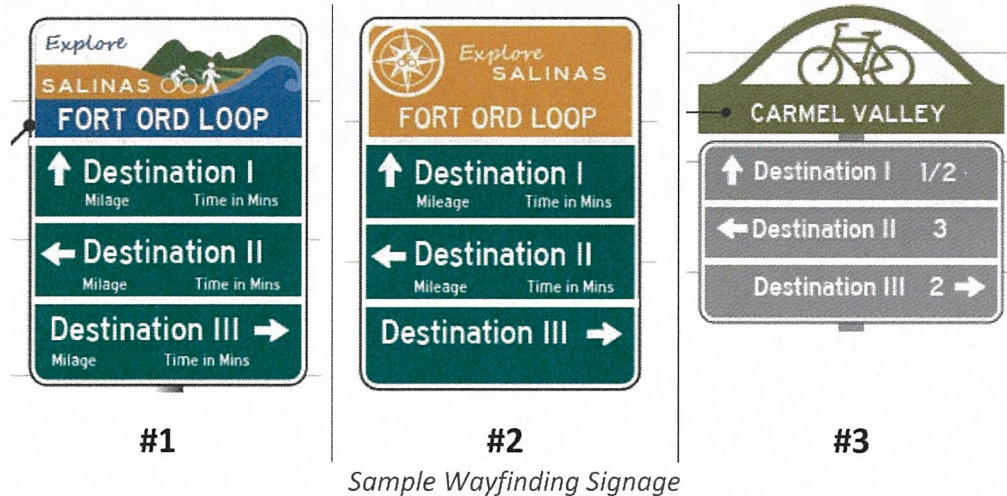 Explore
SALINAS
FORT ORD LOOP
Destination I
Milage Time in Mins
Destination II
Milage Time in Mins
Destination III
Milage Time in Mins
#1
Explore
SALINAS
FORT ORD LOOP
Destination I
Mileage Time in Mins
Destination II
Mileage Time in Mins
Destination III
#2
CARMEL VALLEY
Destination I 1/2
Destination II 3
Destination III 2
#3
Sample Wayfinding Signage